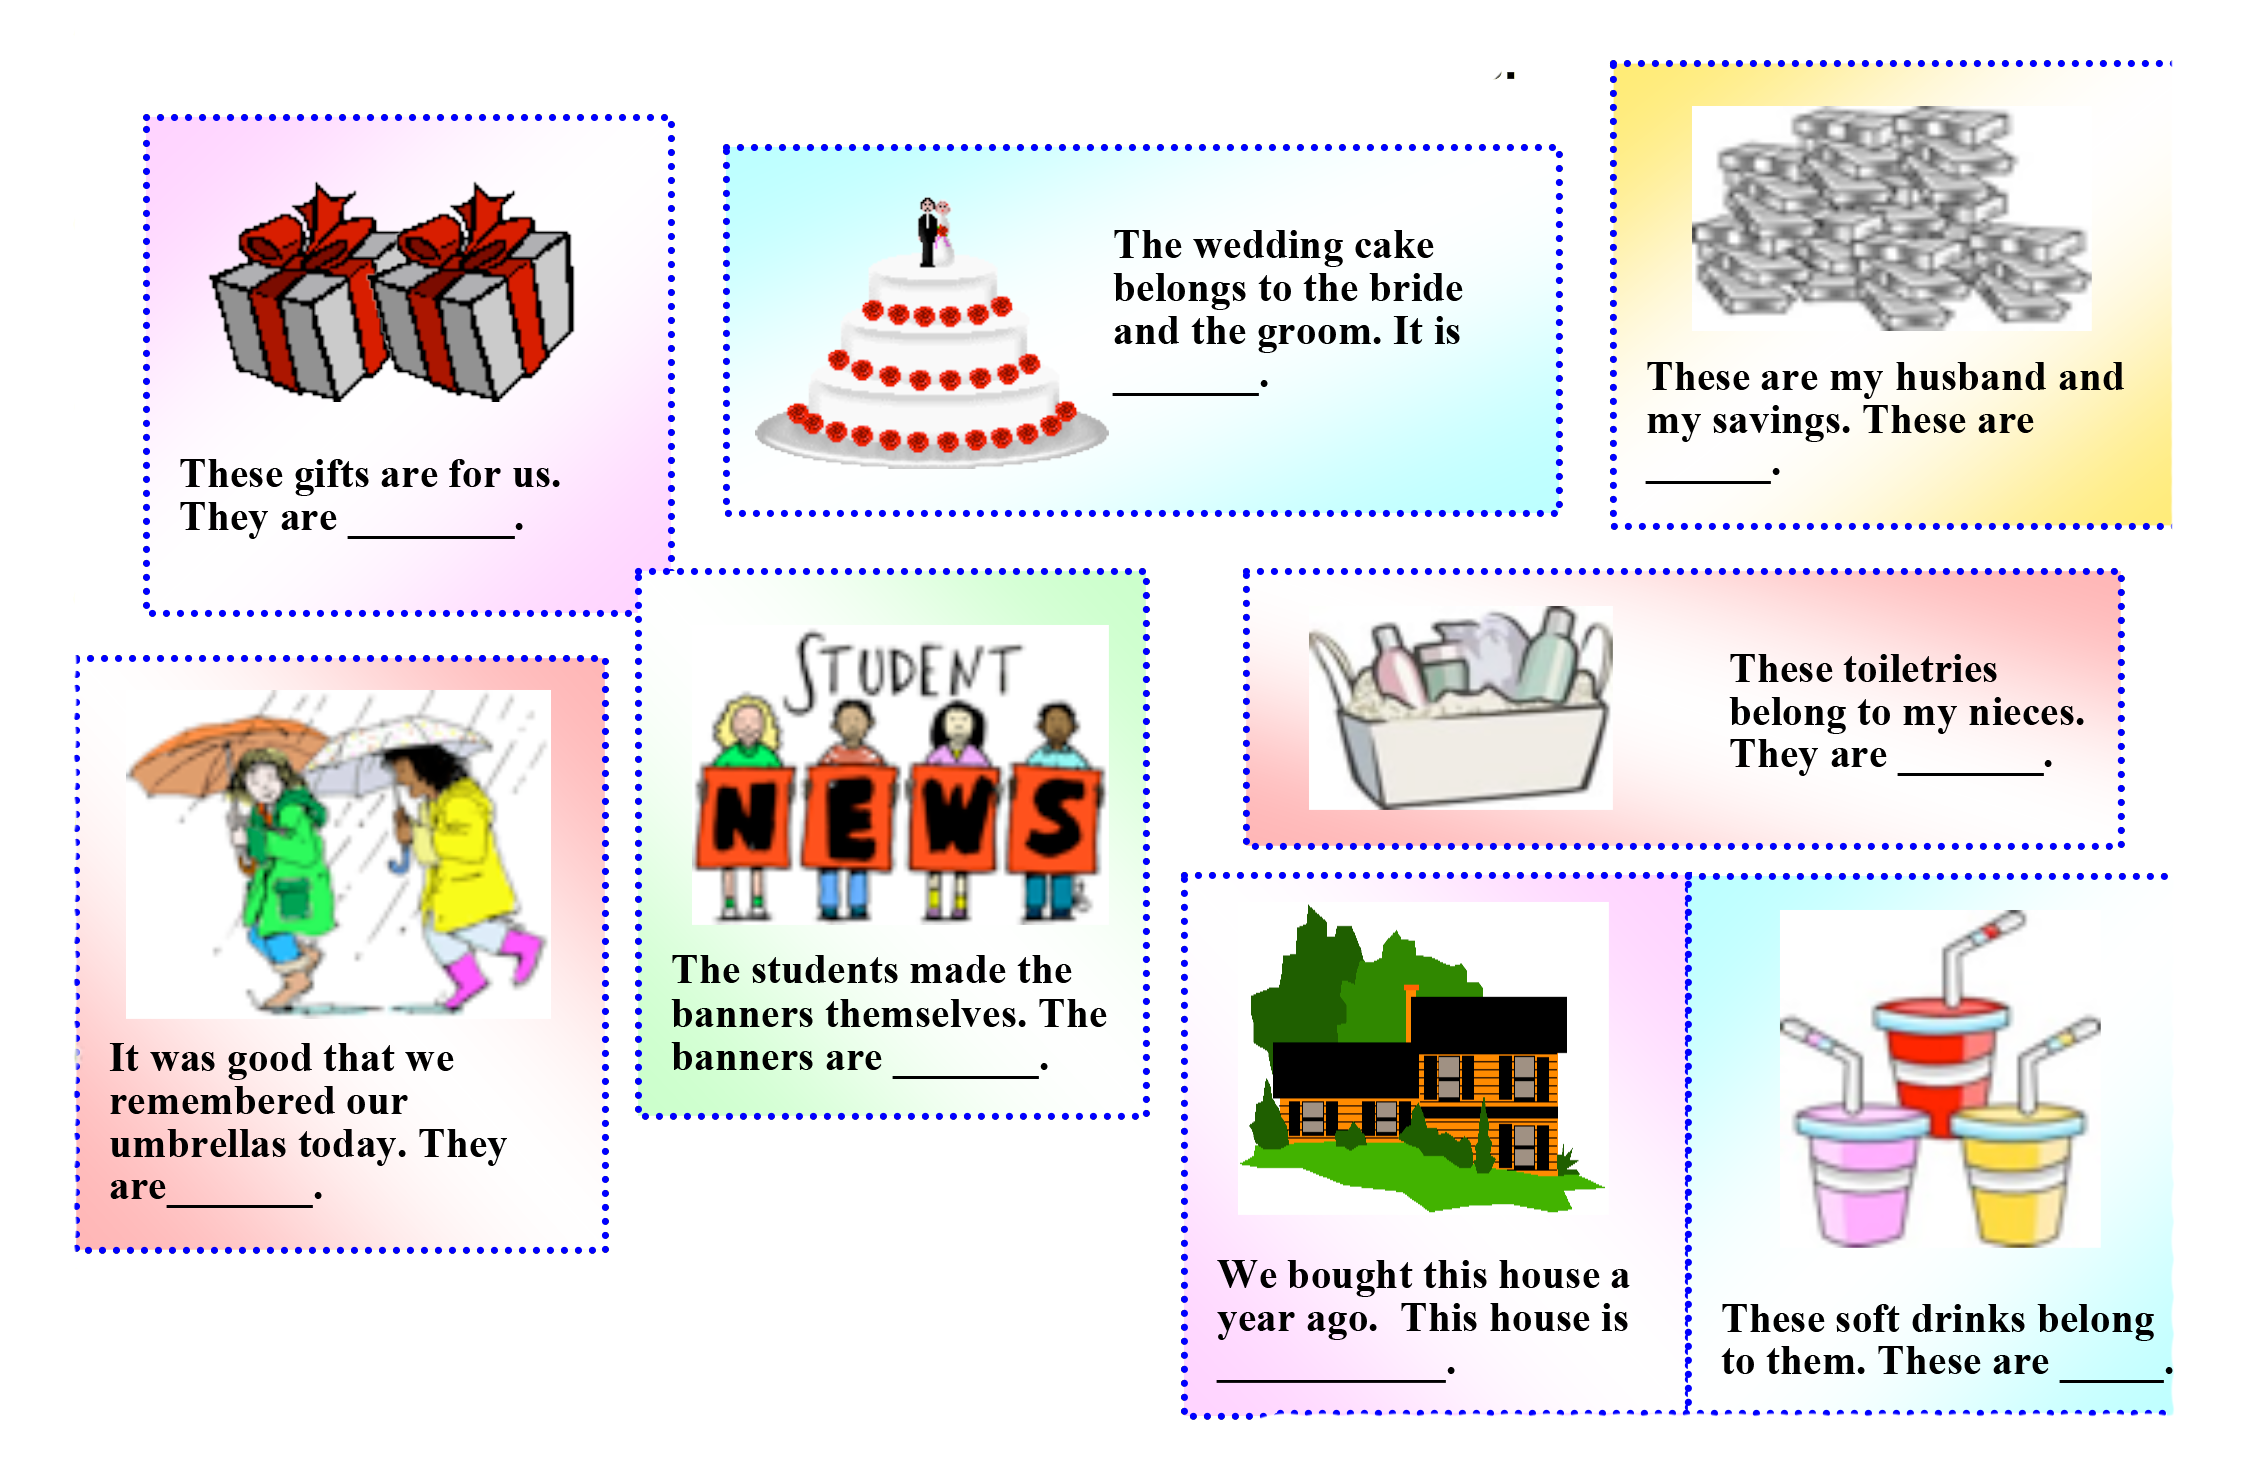 These gifts are for us.
They are ________.
The wedding cake
belongs to the bride
and the groom. It is
_______.
These are my husband and
my savings. These are
______.
STUDENT
NEWS
The students made the
banners themselves. The
banners are _______.
These toiletries
belong to my nieces.
They are _______.
It was good that we
remembered our
umbrellas today. They
are_______.
We bought this house a
year ago.  This house is
___________.
These soft drinks belong
to them. These are _____.